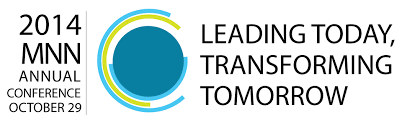 2014
MNN
ANNUAL
CONFERENCE
OCTOBER 29
LEADING TODAY,
TRANSFORMING
TOMORROW